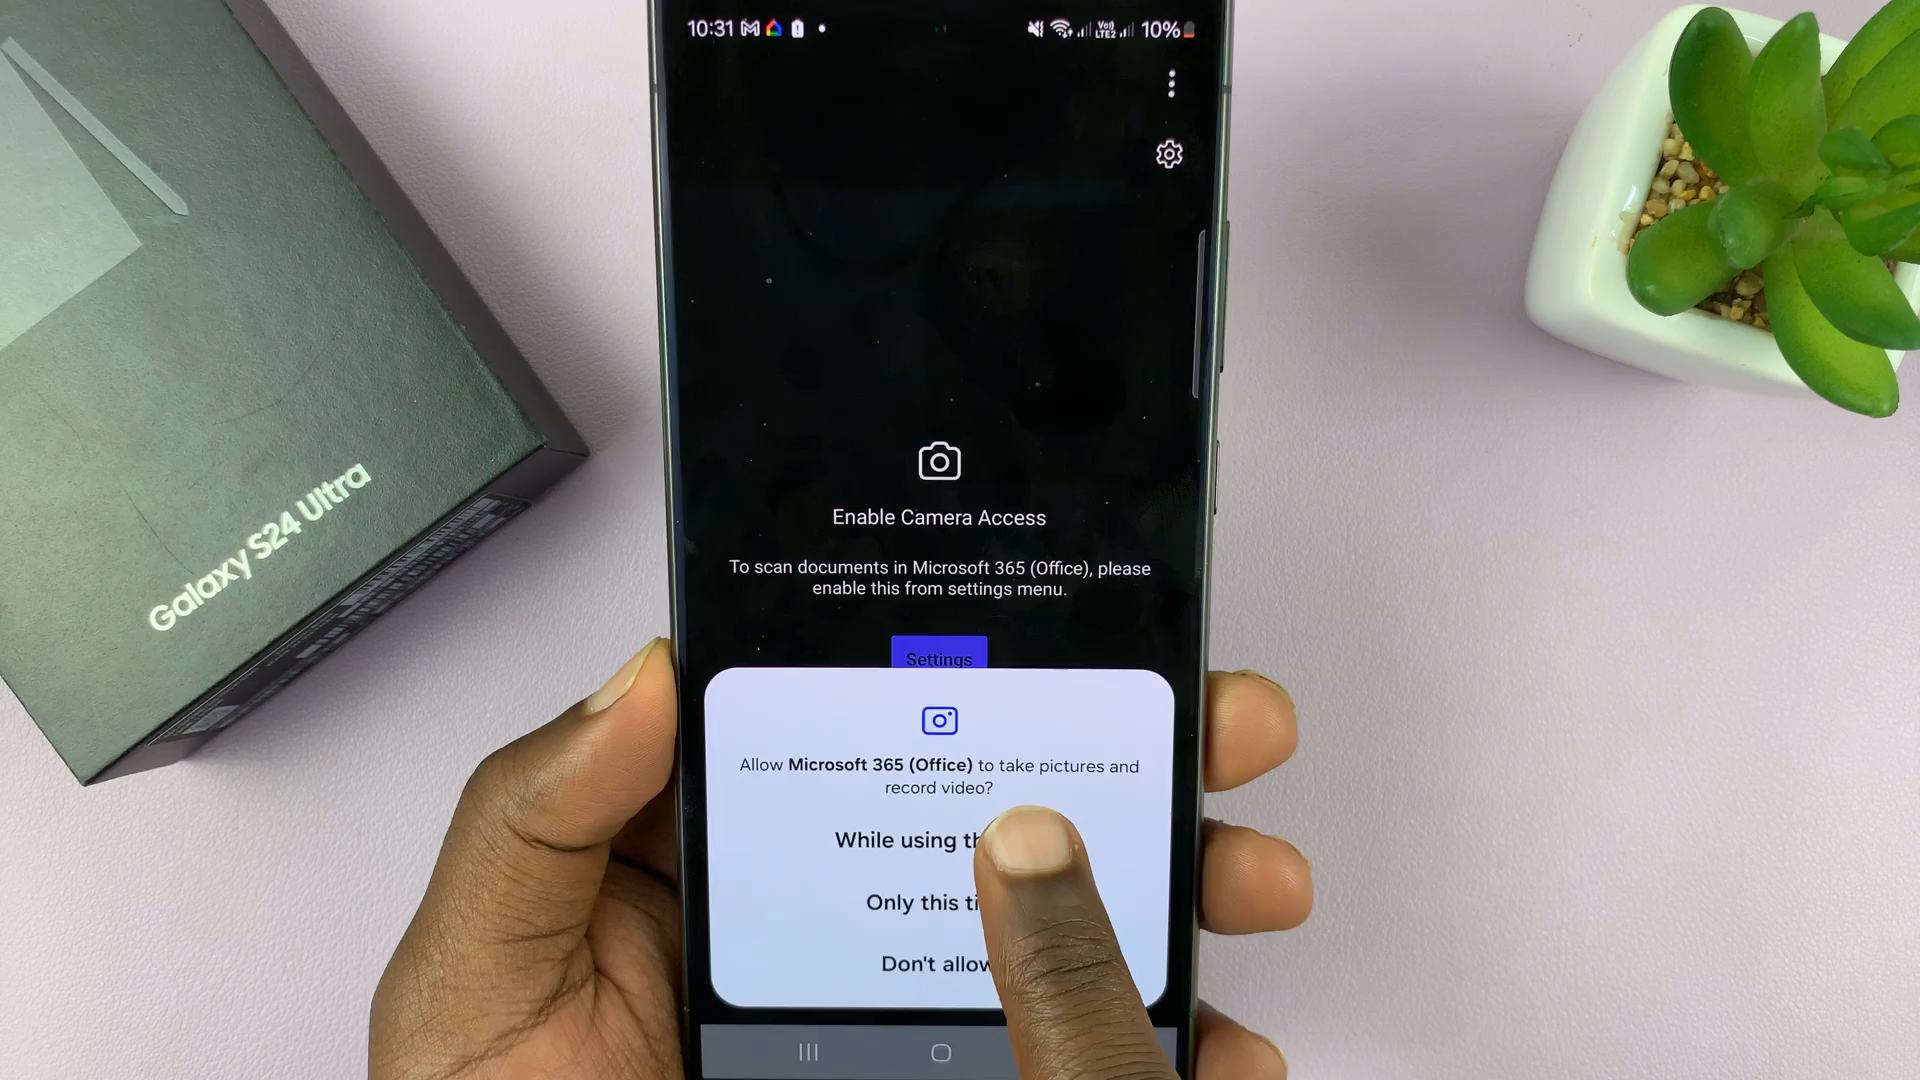 10:31
Vo))
LTE2
10%
Enable Camera Access
To scan documents in Microsoft 365 (Office), please
enable this from settings menu.
Settings
Allow Microsoft 365 (Office) to take pictures and
record video?
While using
Only this
Don't allow
Galaxy S24 Ultra